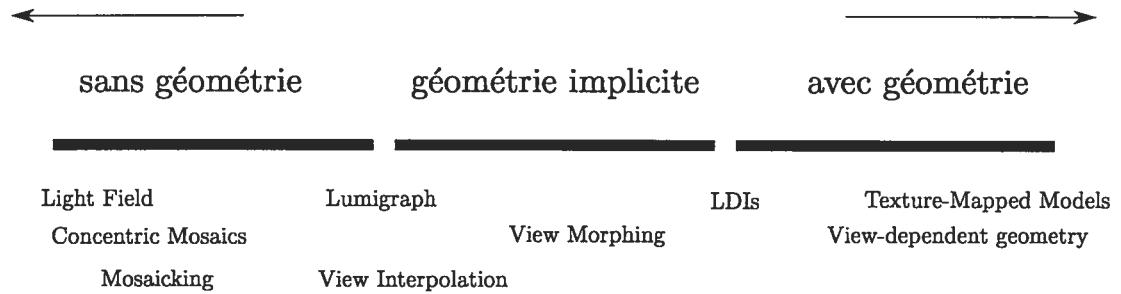 sans géométrie géométrie implicite avec géométrie
Light Field Lumigraph LDIs Texture-Mapped Models
Concentric Mosaics View Morphing View-dependent geometry
Mosaicking View Interpolation